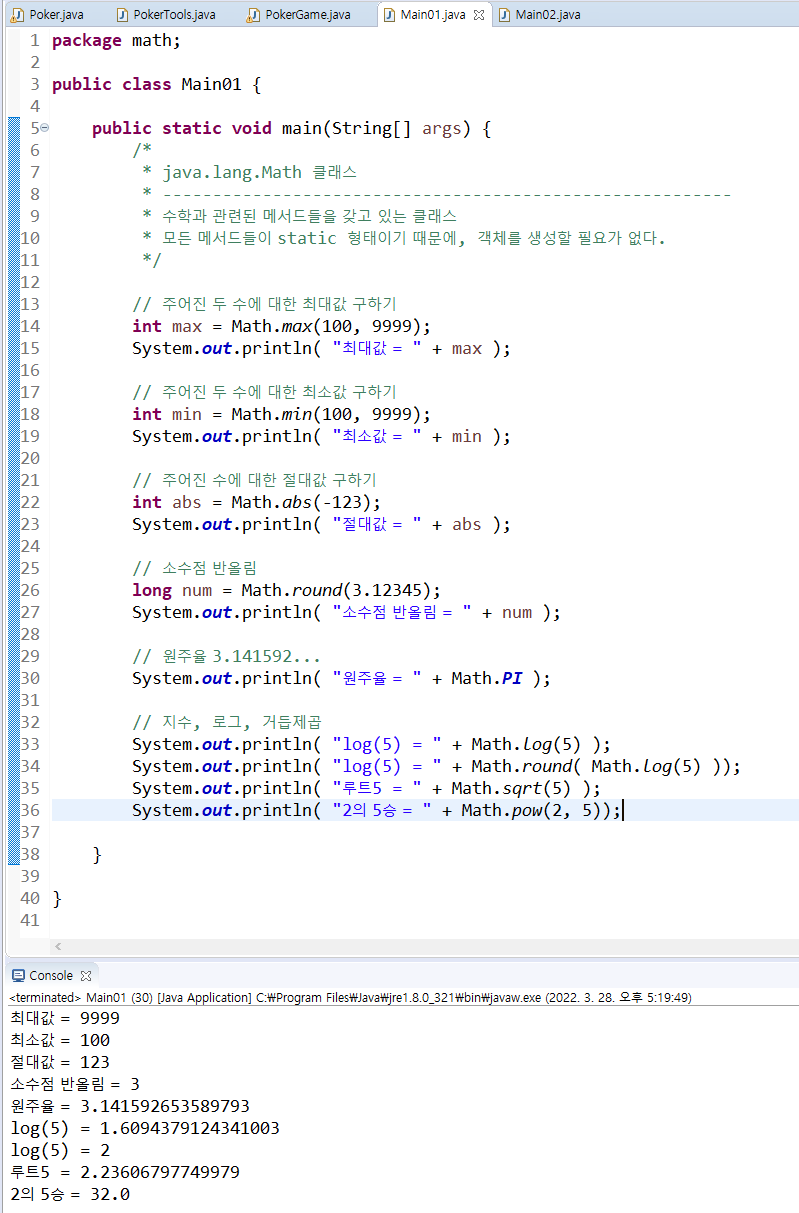 Poker.java PokerTools.java PokerGame.java Main01.java Main02.java
1 package math;
2
3 public class Main01 {
4
5 public static void main(String[] args) {
6 /*
7 * java.lang.Math 클래스
8 * ---------------------------------------------------------
9 * 수학과 관련된 메서드들을 갖고 있는 클래스
10 * 모든 메서드들이 static 형태이기 때문에, 객체를 생성할 필요가 없다.
11 */
12
13 // 주어진 두 수에 대한 최대값 구하기
14 int max = Math.max(100, 9999);
15 System.out.println( "최대값 = " + max );
16
17 // 주어진 두 수에 대한 최소값 구하기
18 int min = Math.min(100, 9999);
19 System.out.println( "최소값 = " + min );
20
21 // 주어진 수에 대한 절대값 구하기
22 int abs = Math.abs(-123);
23 System.out.println( "절대값 = " + abs );
24
25 // 소수점 반올림
26 long num = Math.round(3.12345);
27 System.out.println( "소수점 반올림 = " + num );
28
29 // 원주율 3.141592...
30 System.out.println( "원주율 = " + Math.PI );
31
32 // 지수, 로그, 거듭제곱
33 System.out.println( "log(5) = " + Math.log(5) );
34 System.out.println( "log(5) = " + Math.round( Math.log(5) ));
35 System.out.println( "루트5 = " + Math.sqrt(5) );
36 System.out.println( "2의 5승 = " + Math.pow(2, 5));
37
38 }
39
40 }
41
Console
<terminated> Main01 (30) [Java Application] C:₩Program Files₩Java₩jre1.8.0_321₩bin₩javaw.exe (2022. 3. 28. 오후 5:19:49)
최대값 = 9999
최소값 = 100
절대값 = 123
소수점 반올림 = 3
원주율 = 3.141592653589793
log(5) = 1.6094379124341003
log(5) = 2
루트5 = 2.23606797749979
2의 5승 = 32.0